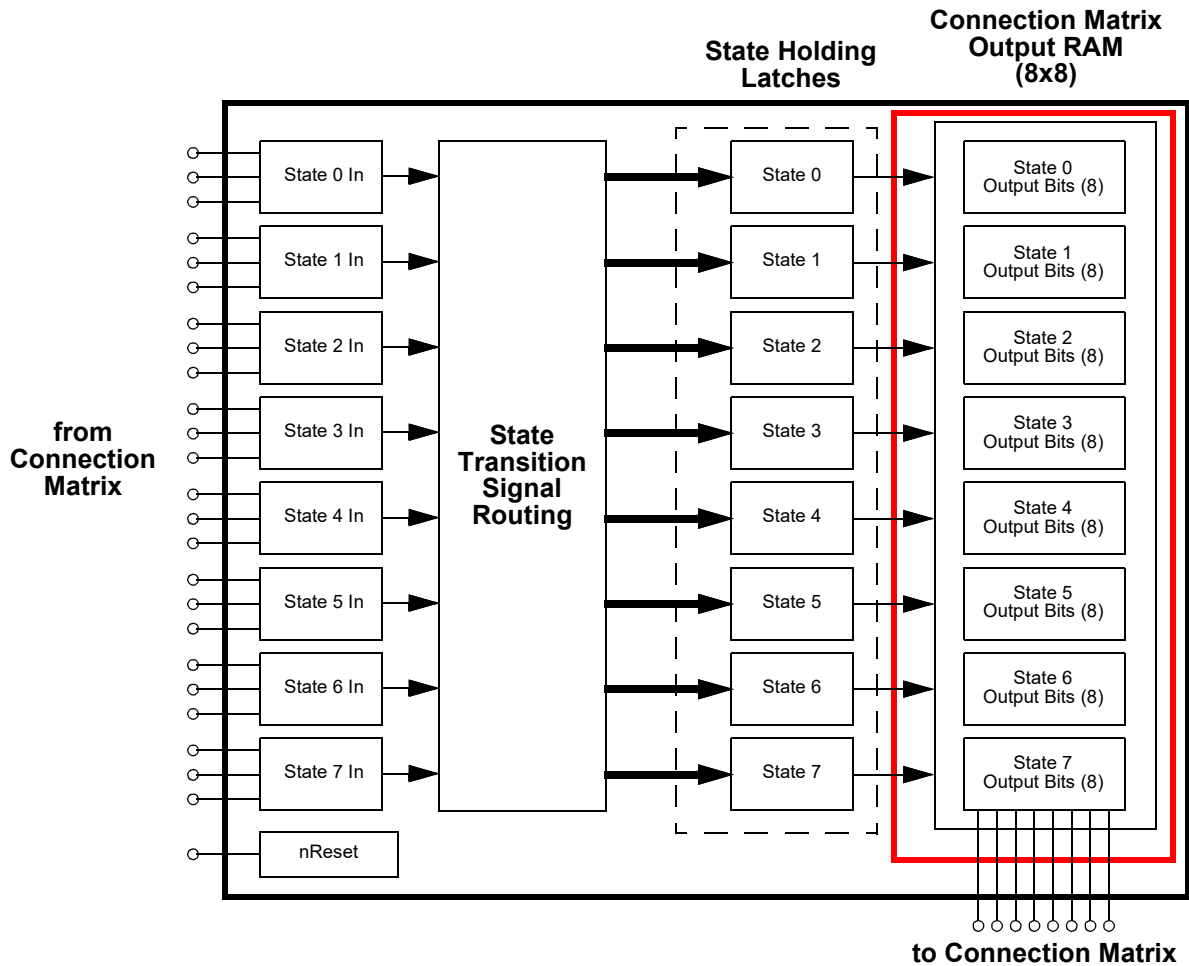 Connection Matrix
Output RAM
(8x8)
State Holding
Latches
State 0 In
State 0
State 0
Output Bits (8)
State 1 In
State 1
State 1
Output Bits (8)
State 2 In
State 2
State 2
Output Bits (8)
from
Connection
Matrix
State 3 In
State
Transition
Signal
Routing
State 3
State 3
Output Bits (8)
State 4 In
State 4
State 4
Output Bits (8)
State 5 In
State 5
State 5
Output Bits (8)
State 6 In
State 6
State 6
Output Bits (8)
State 7 In
State 7
State 7
Output Bits (8)
nReset
to Connection Matrix